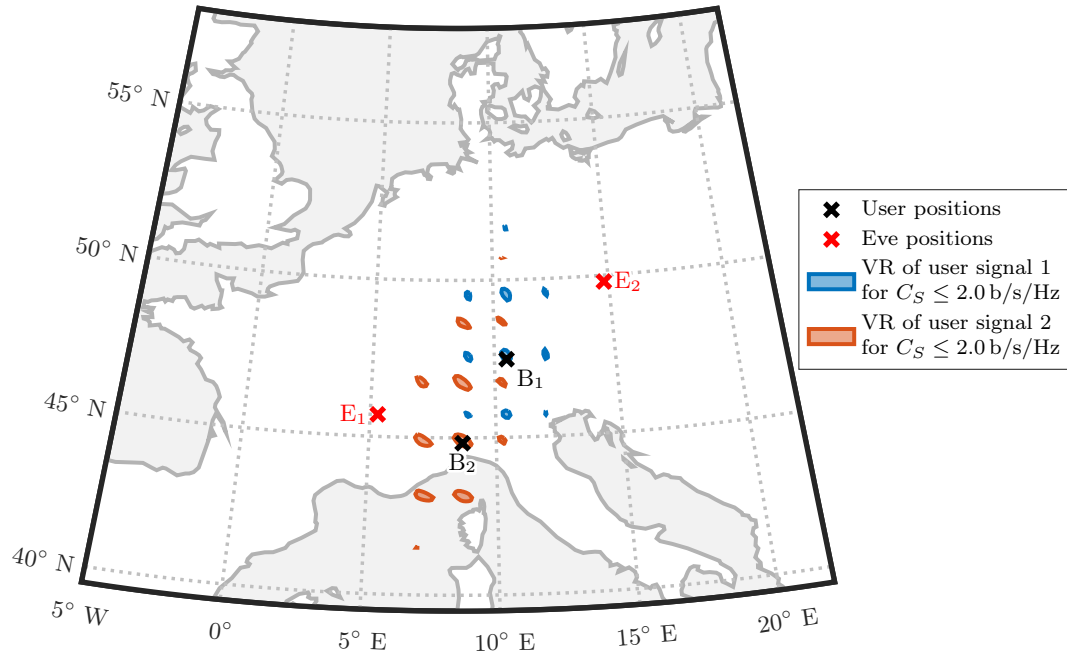 55° N
50° N
45° N
40° N
5° W
0°
5° E
10° E
15° E
20° E
E₂
B₁
E₁
B₂
User positions
Eve positions
VR of user signal 1
for C_S ≤ 2.0 b/s/Hz
VR of user signal 2
for C_S ≤ 2.0 b/s/Hz